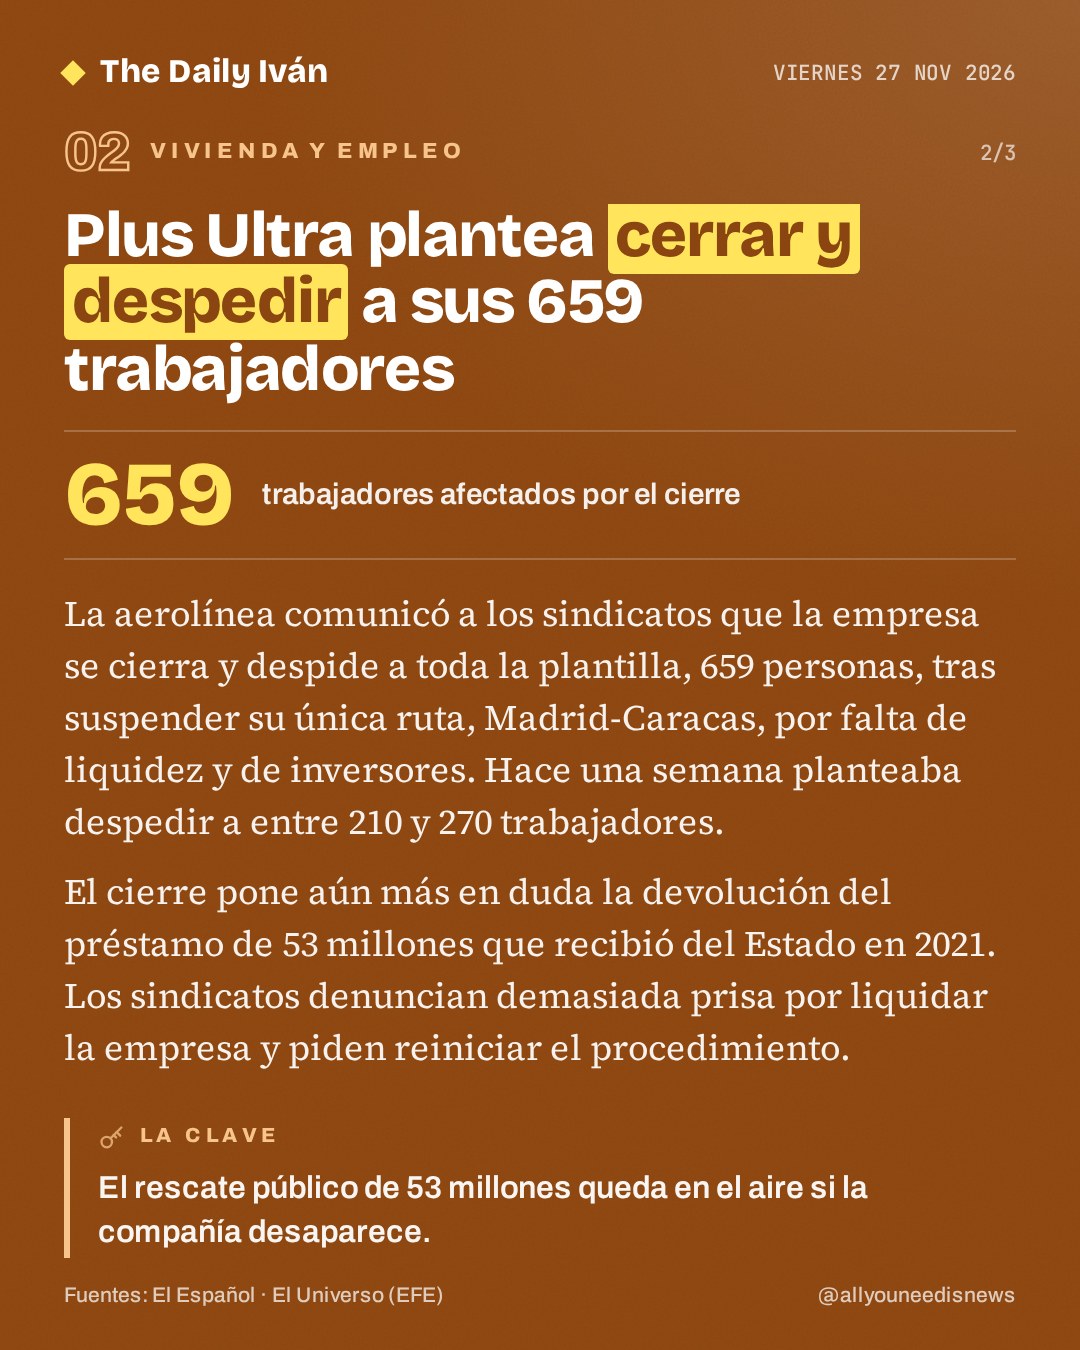 The Daily Iván
VIERNES 27 NOV 2026
02 VIVIENDA Y EMPLEO
2/3
Plus Ultra plantea cerrar y
despedir a sus 659
trabajadores
659 trabajadores afectados por el cierre
La aerolínea comunicó a los sindicatos que la empresa
se cierra y despide a toda la plantilla, 659 personas, tras
suspender su única ruta, Madrid-Caracas, por falta de
liquidez y de inversores. Hace una semana planteaba
despedir a entre 210 y 270 trabajadores.
El cierre pone aún más en duda la devolución del
préstamo de 53 millones que recibió del Estado en 2021.
Los sindicatos denuncian demasiada prisa por liquidar
la empresa y piden reiniciar el procedimiento.
LA CLAVE
El rescate público de 53 millones queda en el aire si la
compañía desaparece.
Fuentes: El Español · El Universo (EFE)
@allyouneedisnews